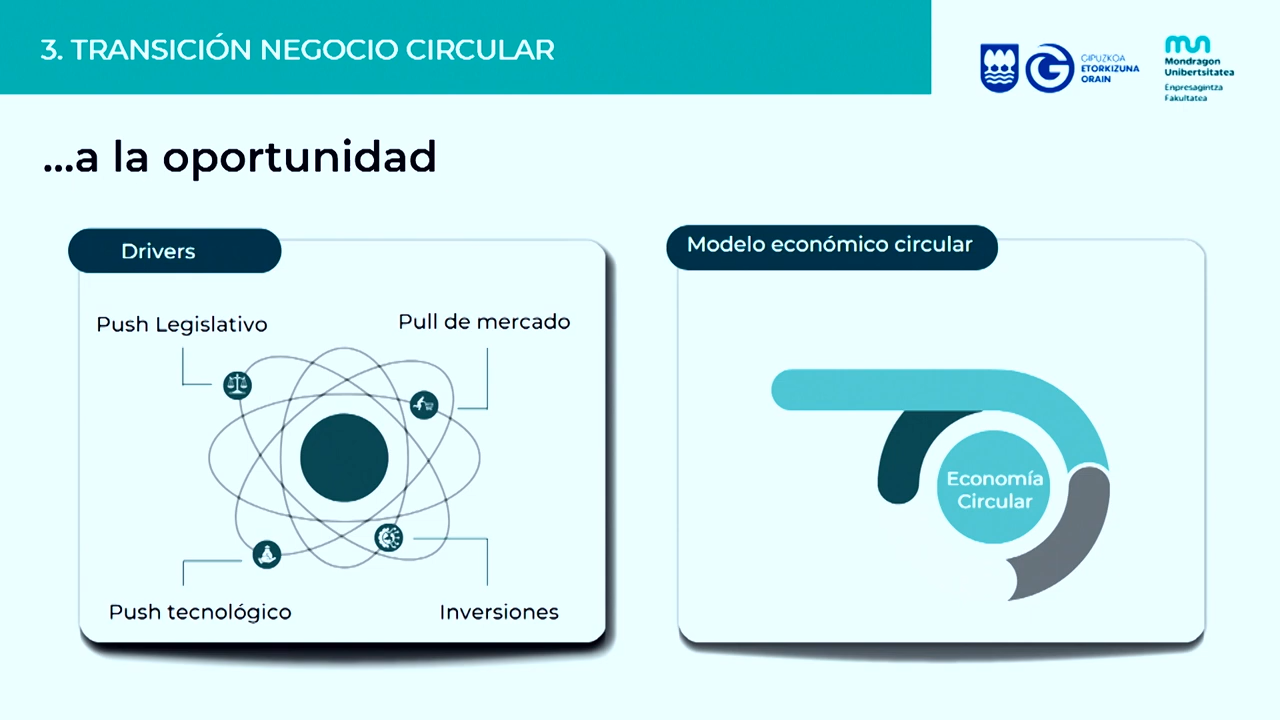 3. TRANSICIÓN NEGOCIO CIRCULAR
GIPUZKOA
ETORKIZUNA
ORAIN
Mondragon
Unibertsitatea
Enpresagintza
Fakultatea
...a la oportunidad
Drivers
Push Legislativo
Pull de mercado
Push tecnológico
Inversiones
Modelo económico circular
Economía
Circular